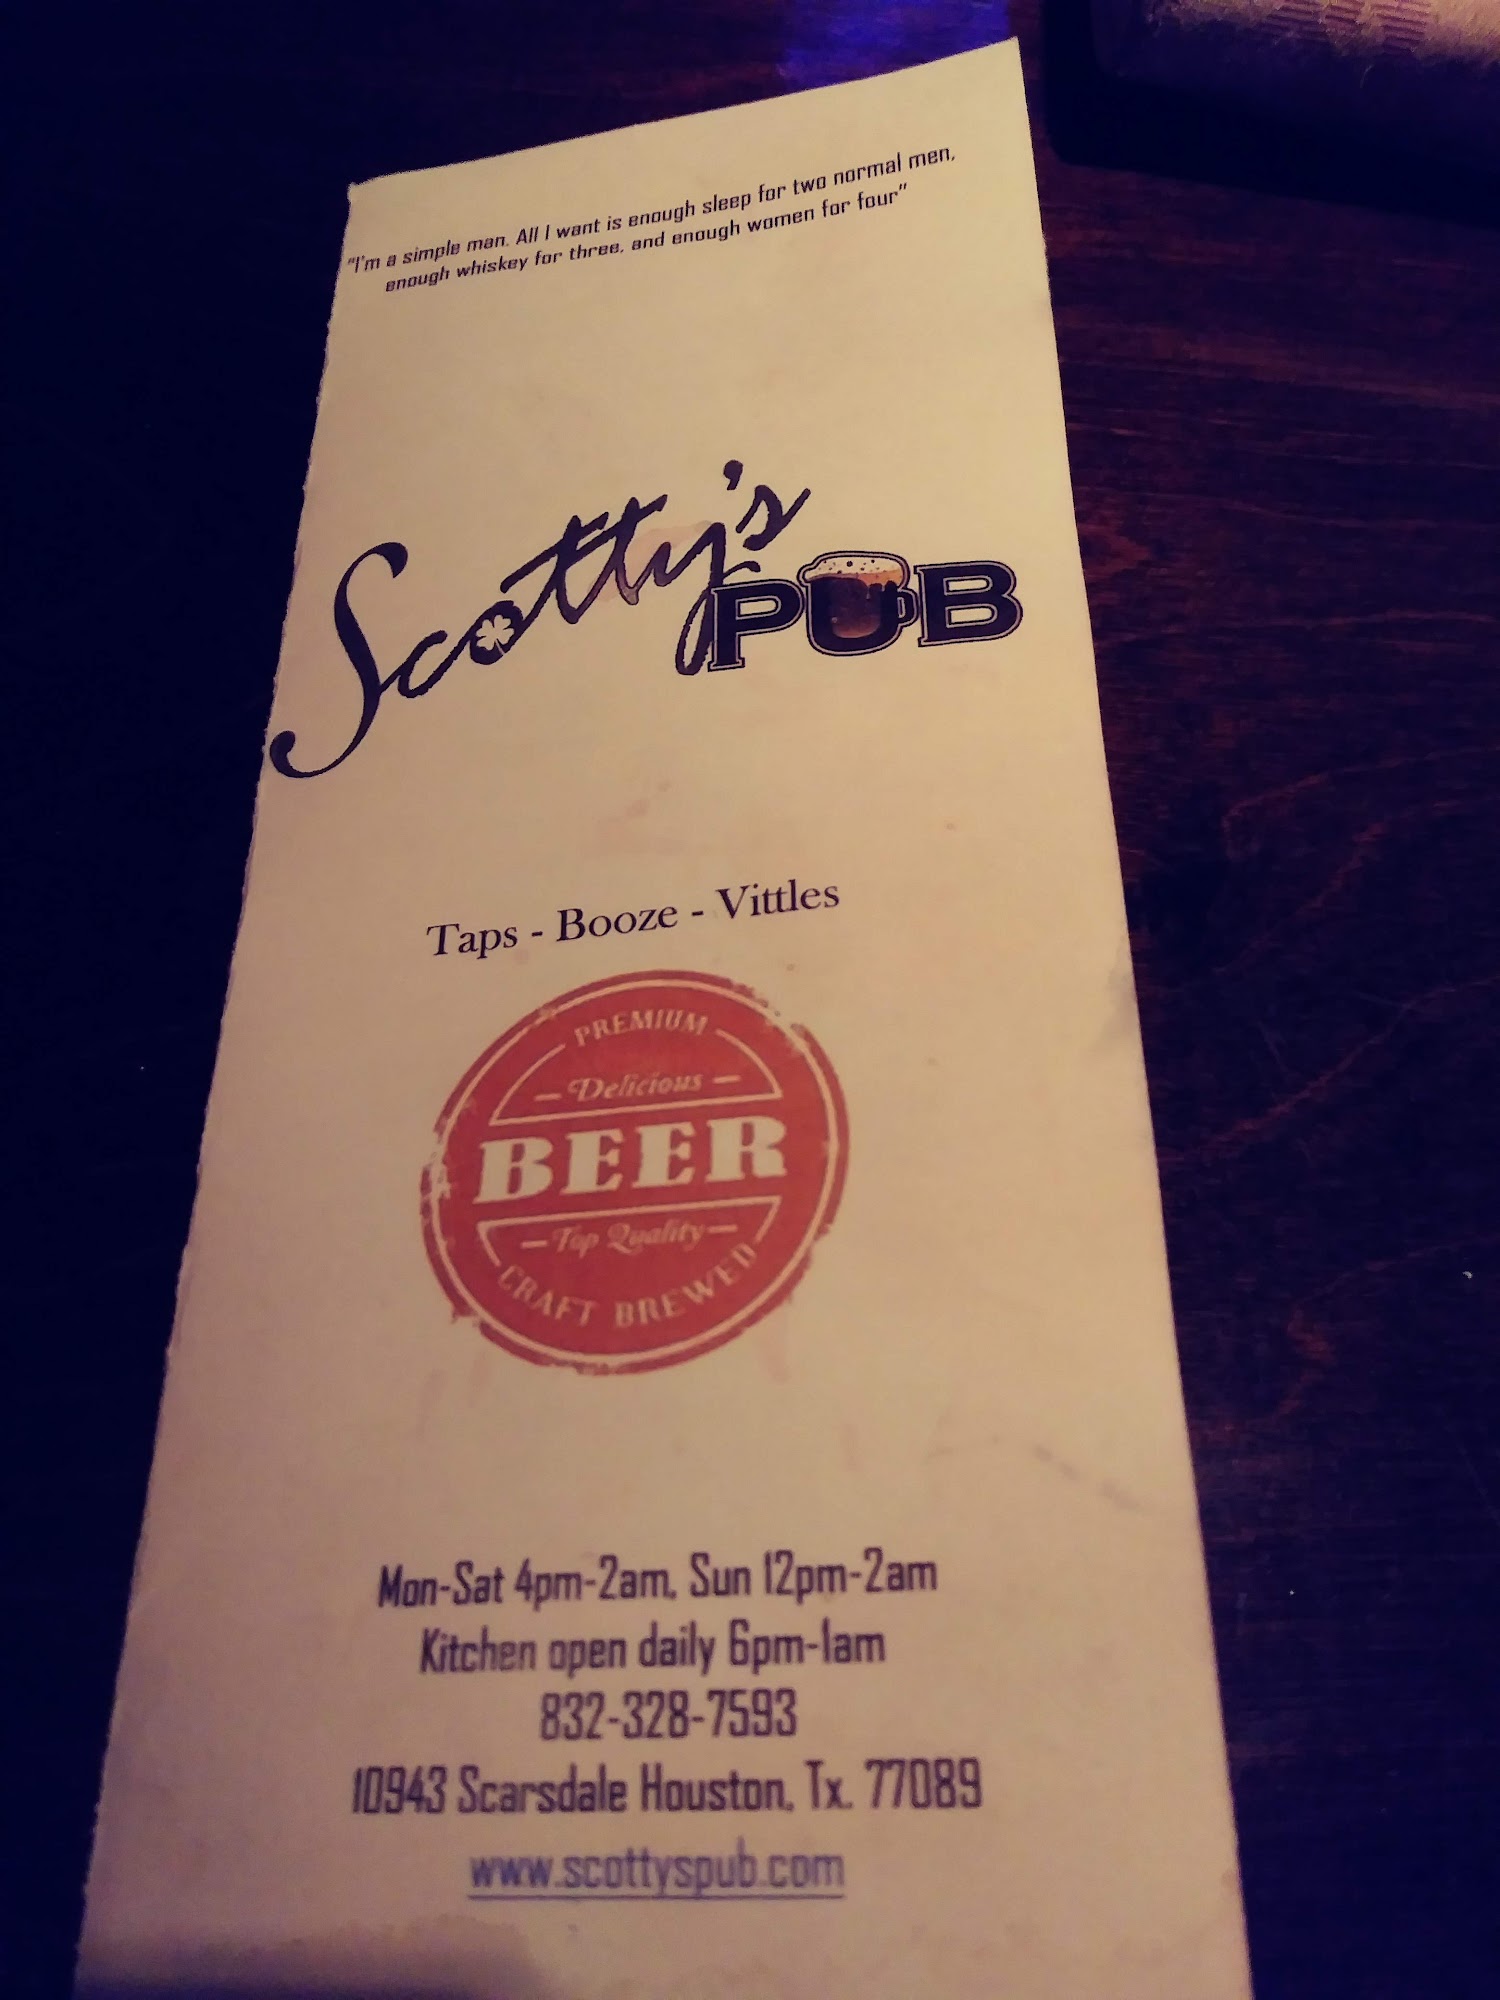 "I'm a simple man. All I want is enough sleep for two normal men,
enough whiskey for three, and enough women for four"
Scotty's
PUB
Taps - Booze - Vittles
PREMIUM
Delicious
BEER
Top Quality
CRAFT BREWED
Mon-Sat 4pm-2am, Sun 12pm-2am
Kitchen open daily 6pm-1am
832-328-7593
10943 Scarsdale Houston, Tx. 77089
www.scottyspub.com